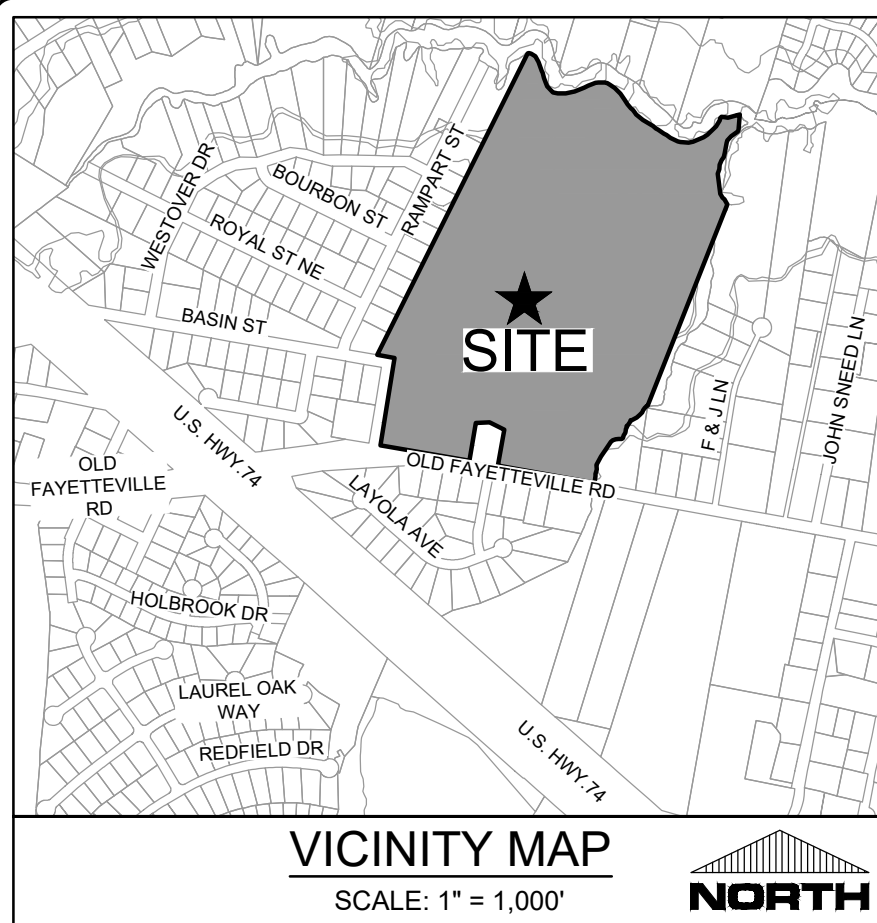 WESTOVER DR
BOURBON ST
RAMPART ST
ROYAL ST NE
BASIN ST
SITE
U.S. HWY.74
OLD
FAYETTEVILLE
RD
OLD FAYETTEVILLE RD
LAYOLA AVE
F & J LN
JOHN SNEED LN
HOLBROOK DR
LAUREL OAK
WAY
REDFIELD DR
U.S. HWY.74
VICINITY MAP
SCALE: 1" = 1,000'
NORTH